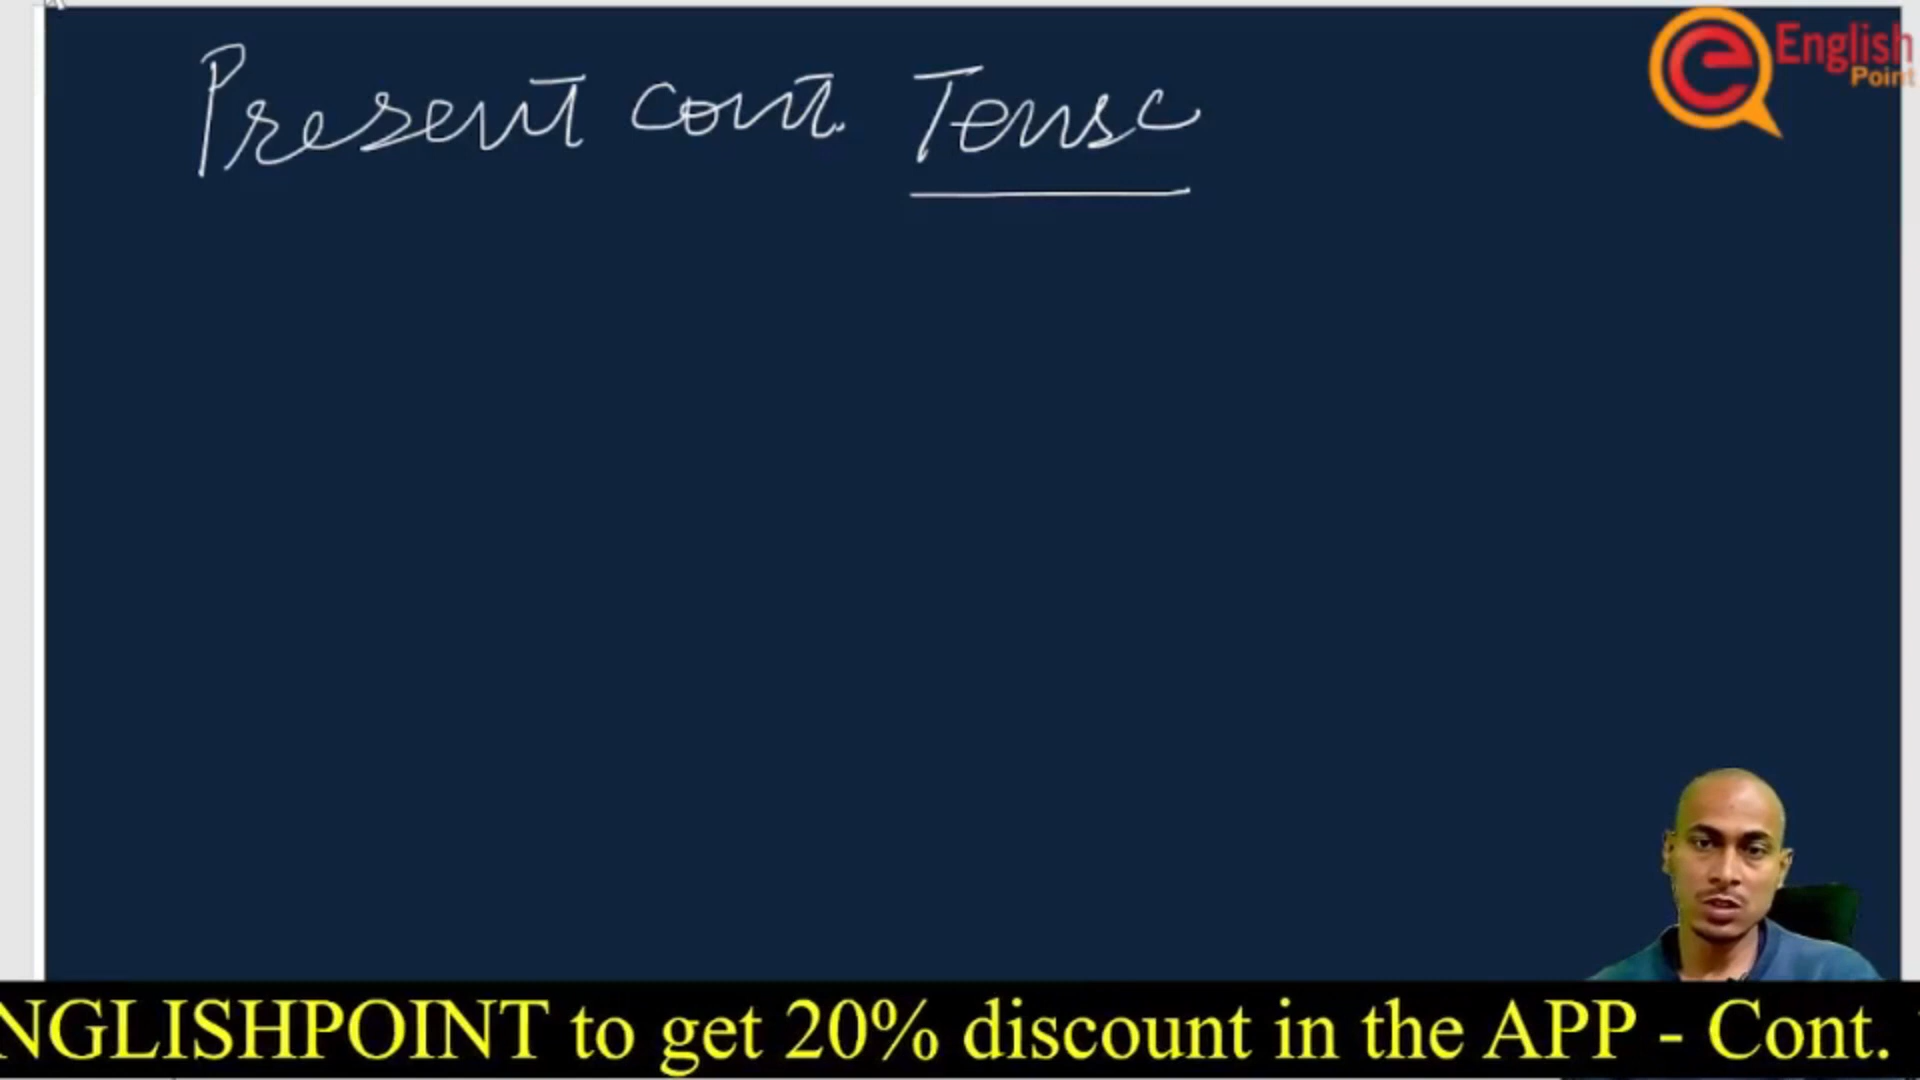 Present cont. Tense
English
Point
NGLISHPOINT to get 20% discount in the APP - Cont.